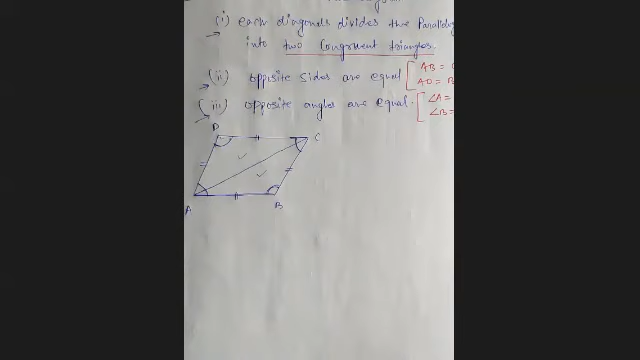 (i) each diagonals divides the
into two congruent triangles.
(ii) opposite sides are equal [ AB =
AD = B
(iii) opposite angles are equal. [ ∠A =
∠B =
D
C
A
B